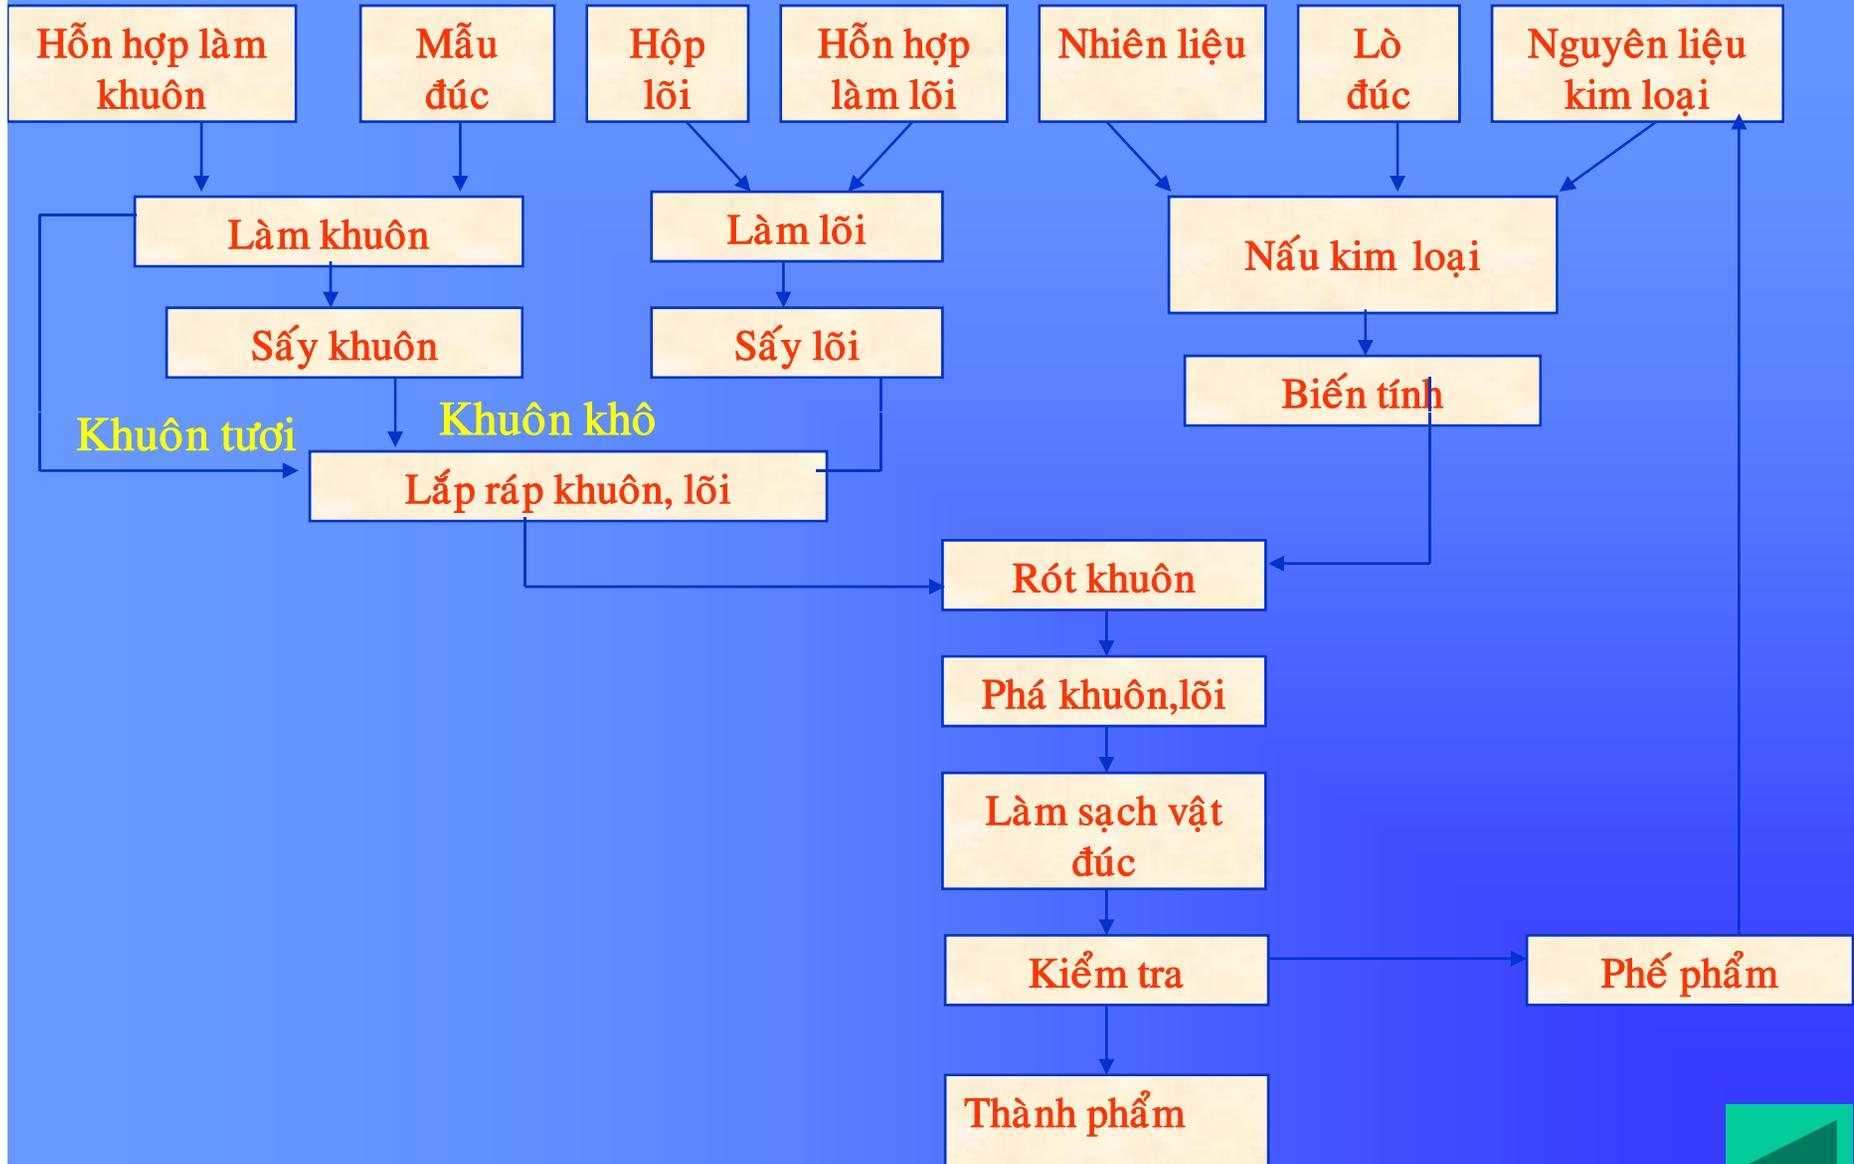 Hỗn hợp làm
khuôn
Mẫu
đúc
Hộp
lõi
Hỗn hợp
làm lõi
Nhiên liệu
Lò
đúc
Nguyên liệu
kim loại
Làm khuôn
Làm lõi
Nấu kim loại
Sấy khuôn
Sấy lõi
Biến tính
Khuôn tươi
Khuôn khô
Lắp ráp khuôn, lõi
Rót khuôn
Phá khuôn,lõi
Làm sạch vật
đúc
Kiểm tra
Phế phẩm
Thành phẩm